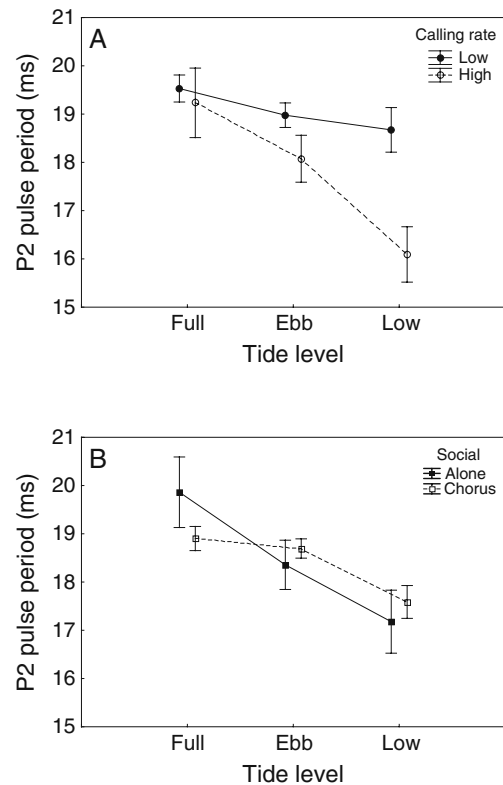 A
Calling rate
Low
High
21
20
19
18
17
16
15
P2 pulse period (ms)
Full Ebb Low
Tide level
B
Social
Alone
Chorus
21
20
19
18
17
16
15
P2 pulse period (ms)
Full Ebb Low
Tide level